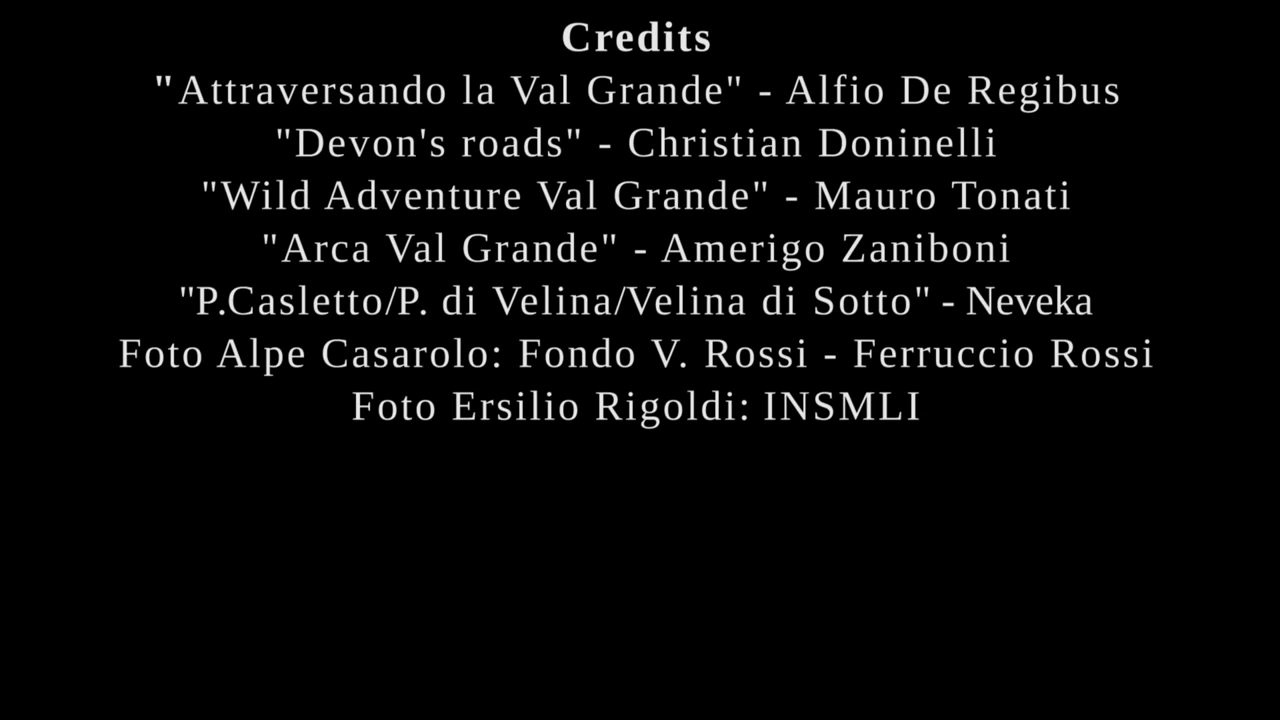 Credits
"Attraversando la Val Grande" - Alfio De Regibus
"Devon's roads" - Christian Doninelli
"Wild Adventure Val Grande" - Mauro Tonati
"Arca Val Grande" - Amerigo Zaniboni
"P.Casletto/P. di Velina/Velina di Sotto" - Neveka
Foto Alpe Casarolo: Fondo V. Rossi - Ferruccio Rossi
Foto Ersilio Rigoldi: INSMLI